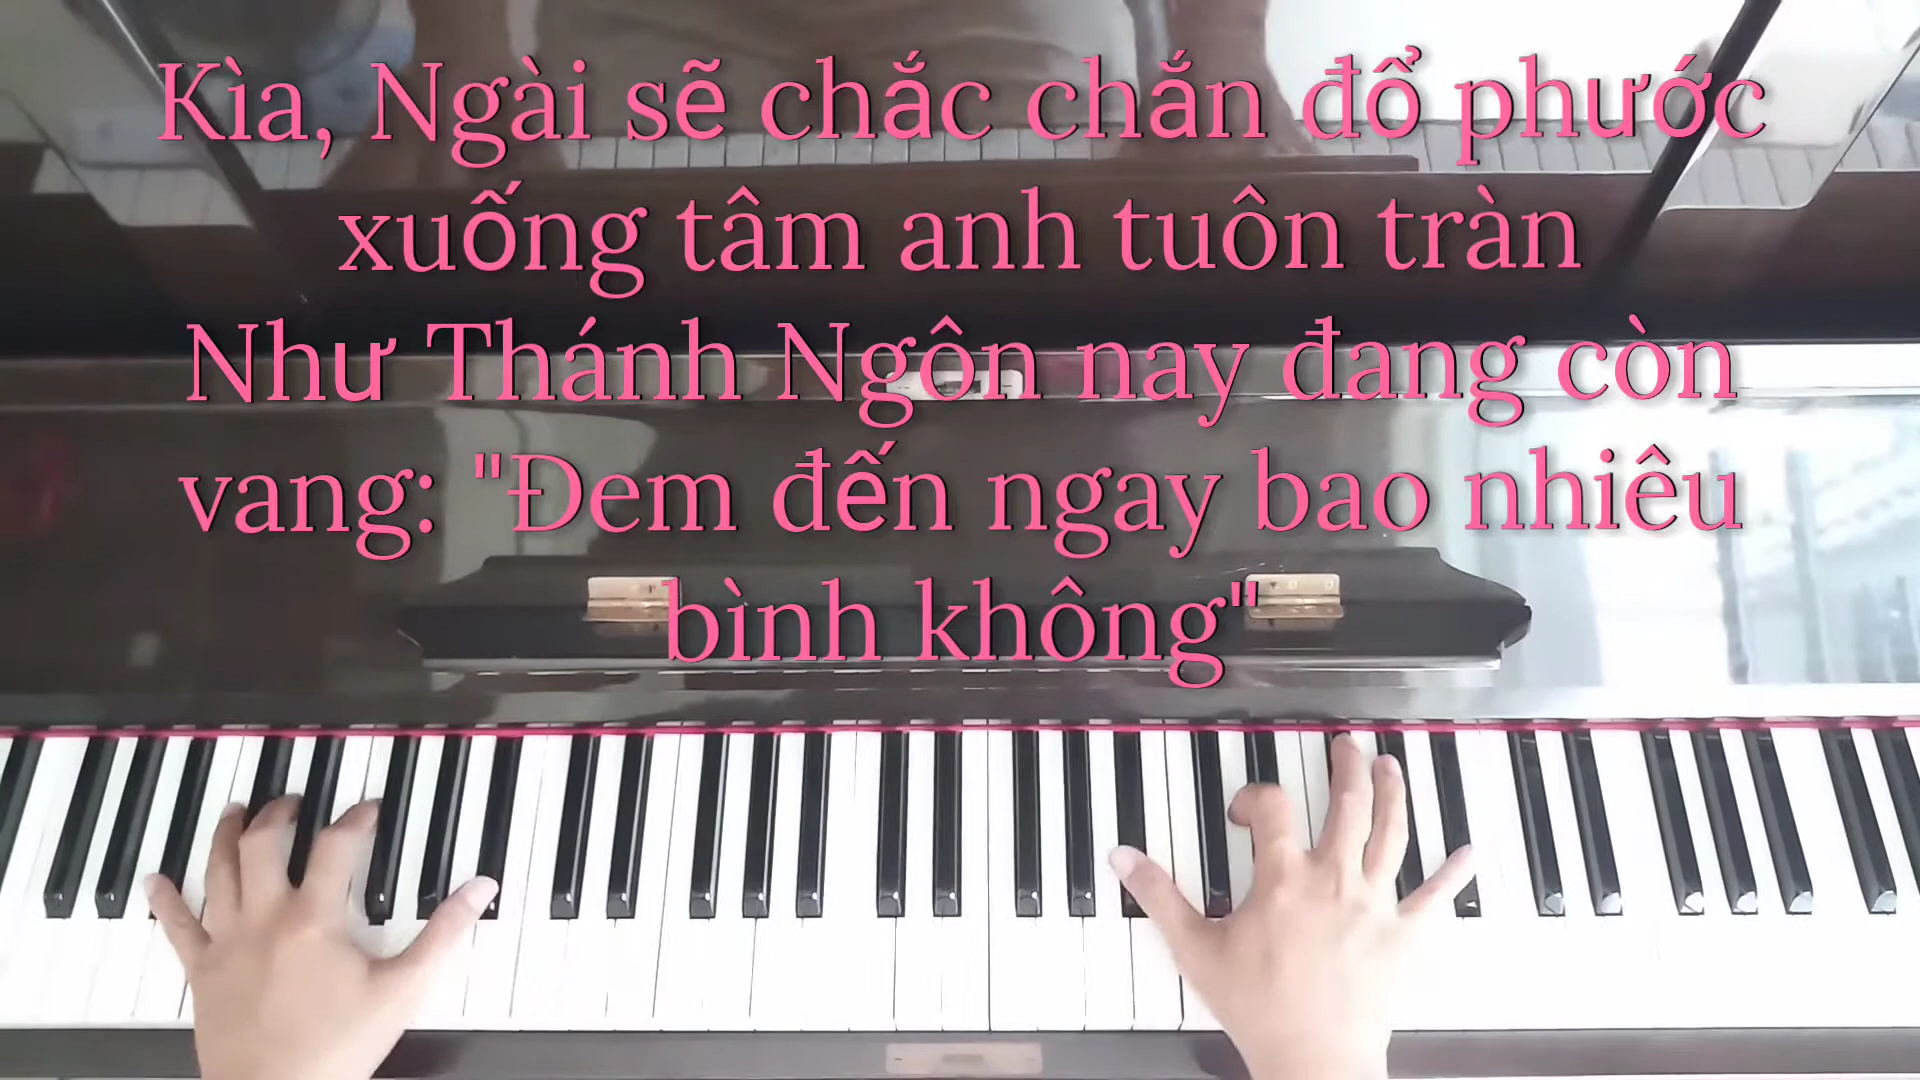 Kìa, Ngài sẽ chắc chắn đổ phước
xuống tâm anh tuôn tràn
Như Thánh Ngôn nay đang còn
vang: "Đem đến ngay bao nhiêu
bình không"